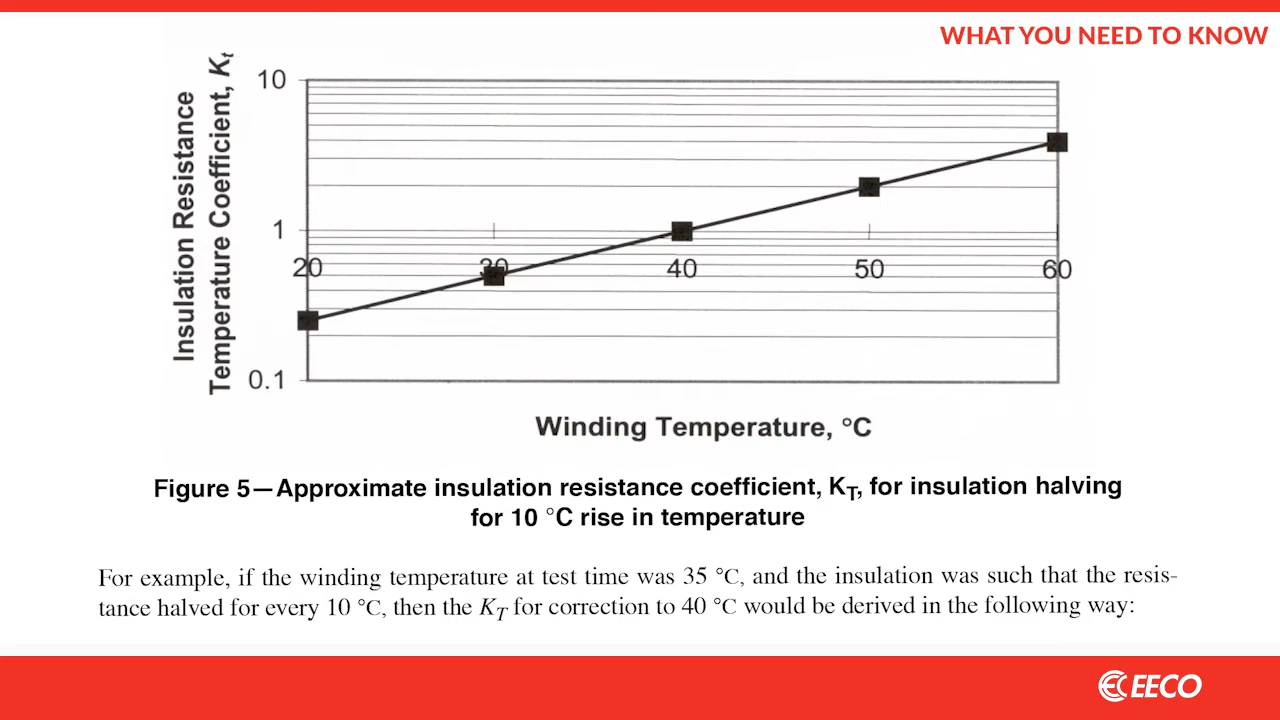 WHAT YOU NEED TO KNOW
Insulation Resistance
Temperature Coefficient, Kt
10
1
0.1
20
30
40
50
60
Winding Temperature, °C
Figure 5—Approximate insulation resistance coefficient, KT, for insulation halving
for 10 °C rise in temperature
For example, if the winding temperature at test time was 35 °C, and the insulation was such that the resis-
tance halved for every 10 °C, then the KT for correction to 40 °C would be derived in the following way:
EECO